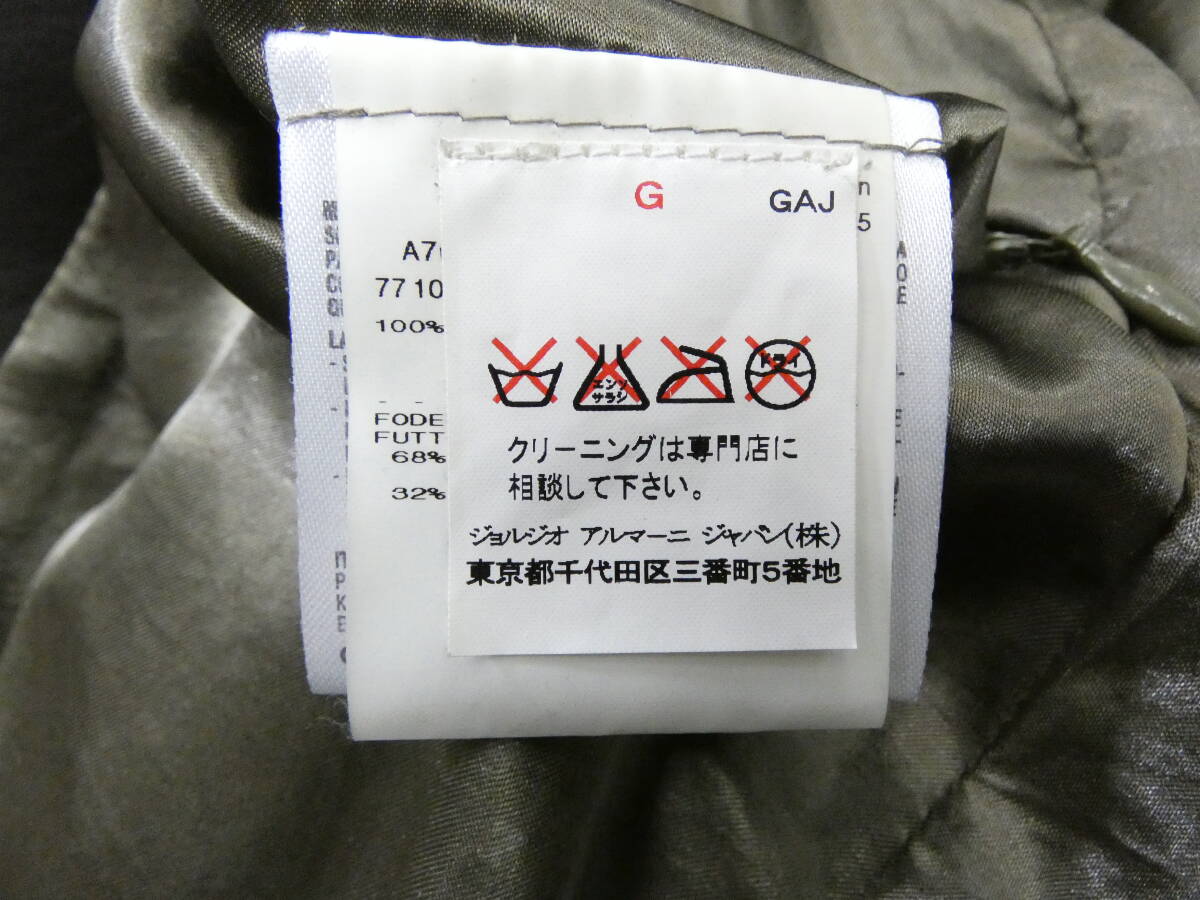 G GAJ
n
5
A7
77 10
100%
ドライ
エンソ
サラシ
クリーニングは専門店に
相談して下さい。
FODE
FUTT
68%
32%
ジョルジオ アルマーニ ジャパン(株)
東京都千代田区三番町5番地